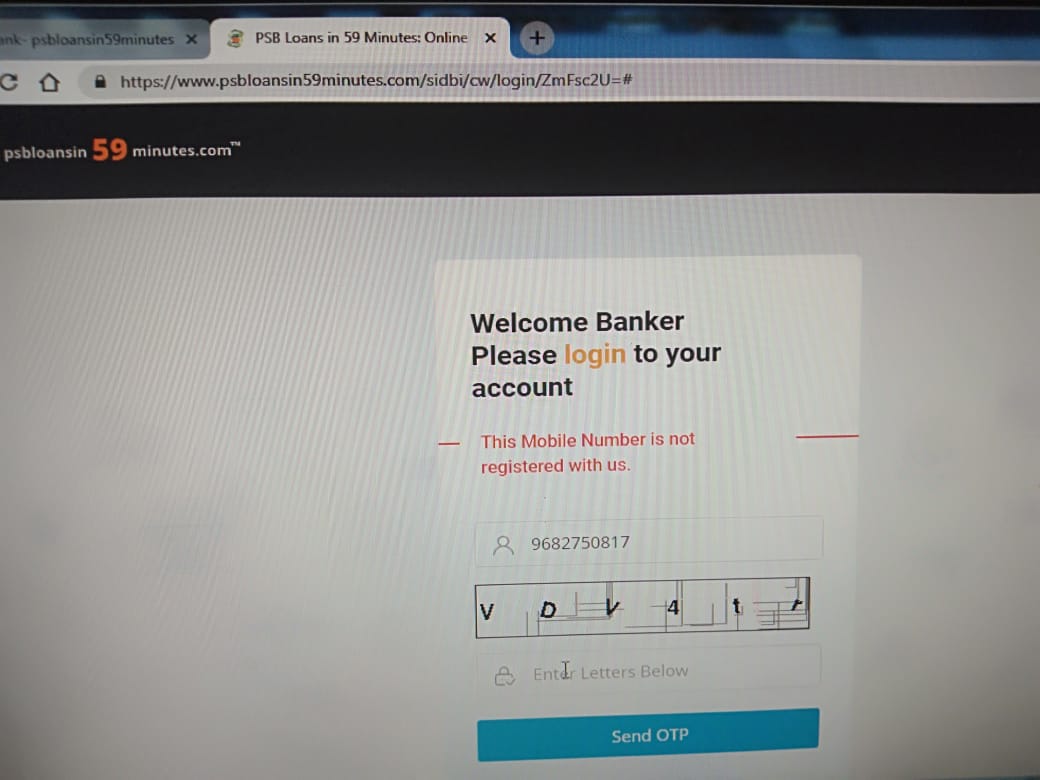 ank- psbloansin59minutes
PSB Loans in 59 Minutes: Online
https://www.psbloansin59minutes.com/sidbi/cw/login/ZmFsc2U=#
psbloansin 59 minutes.com™
Welcome Banker
Please login to your
account
This Mobile Number is not
registered with us.
9682750817
V D V 4 t r
Enter Letters Below
Send OTP